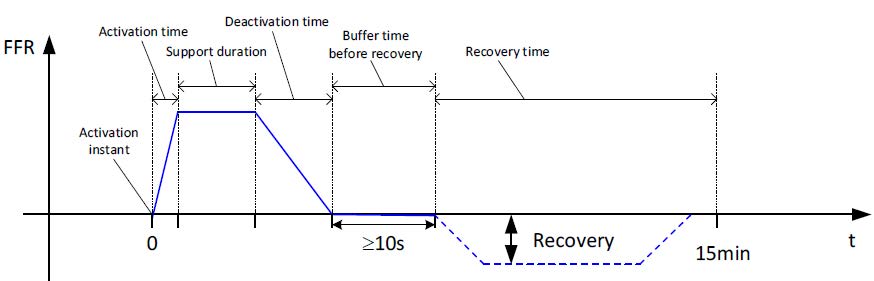 Deactivation time
Activation time
Buffer time
before recovery
FFR
Support duration
Recovery time
Activation
instant
0
≥10s
Recovery
15min
t